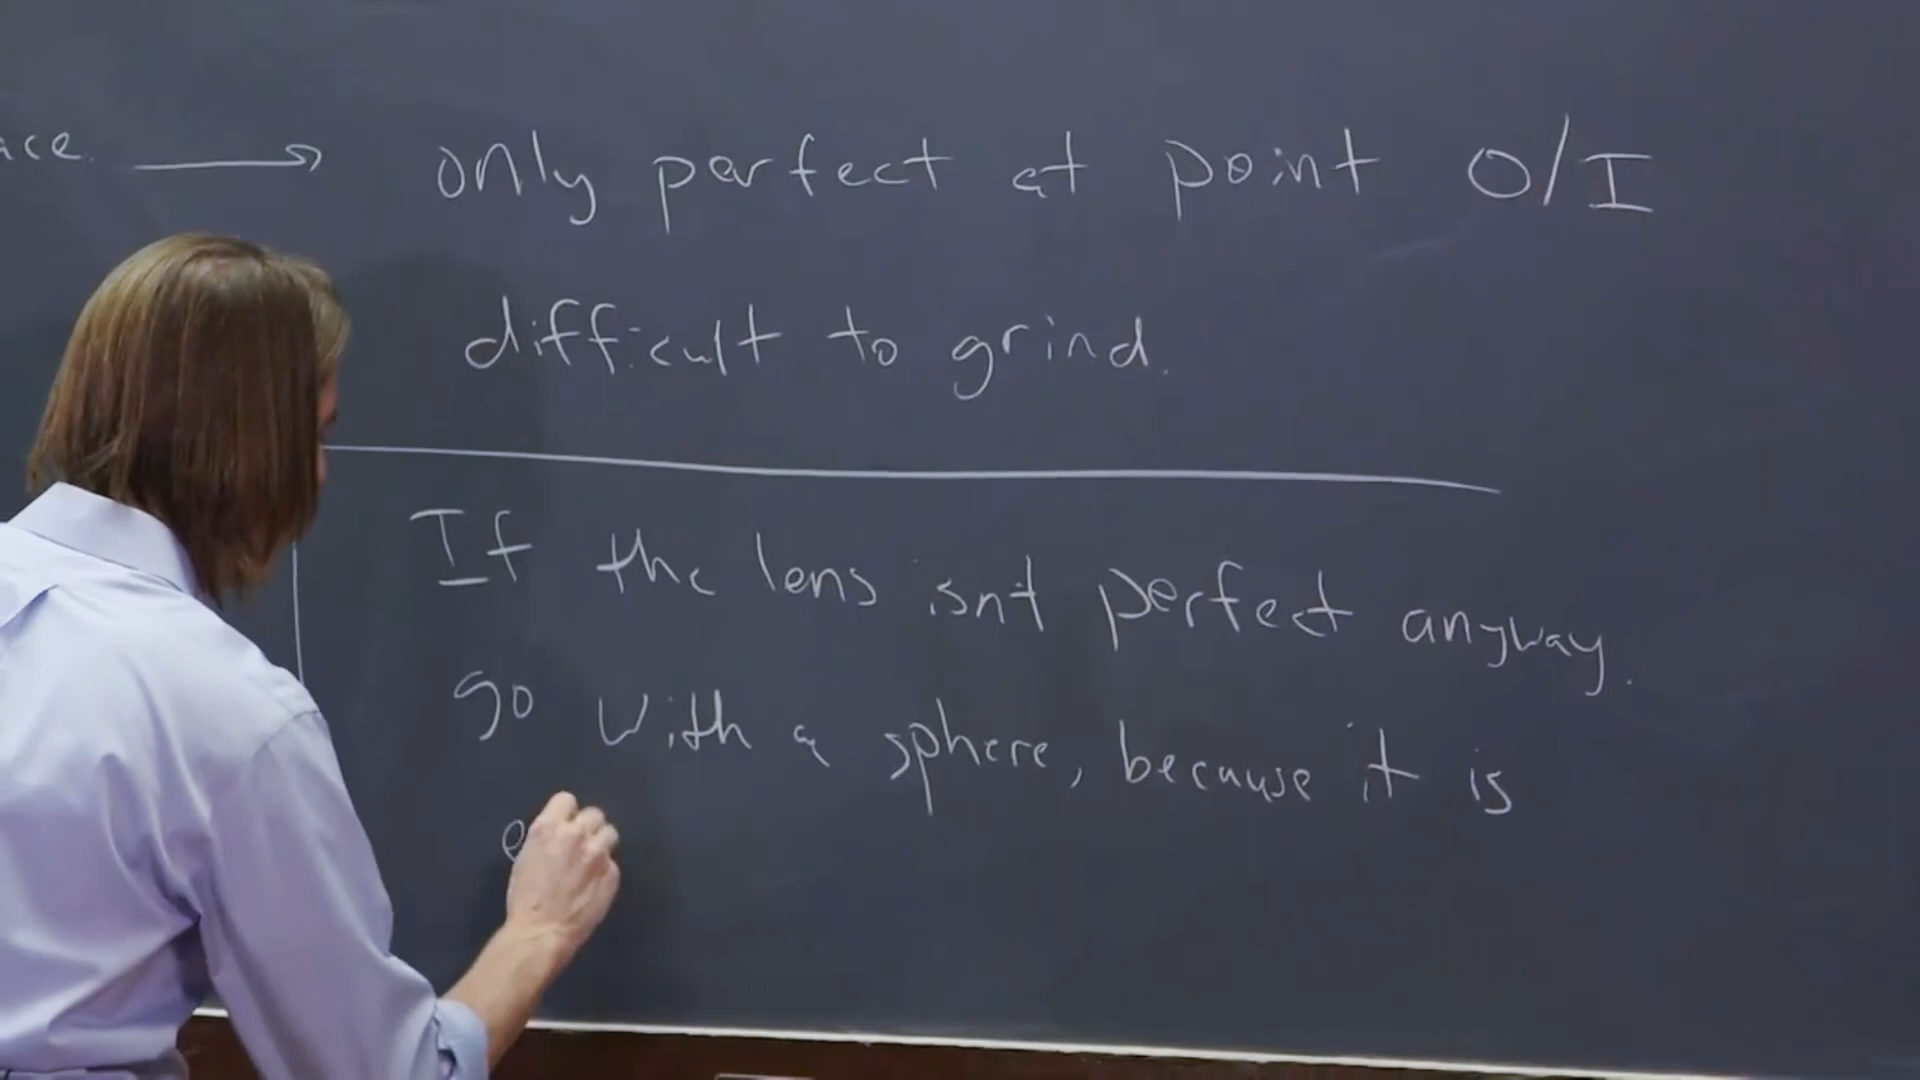 only perfect at point O/I
difficult to grind.
If the lens isnt perfect anyway.
go with a sphere, because it is